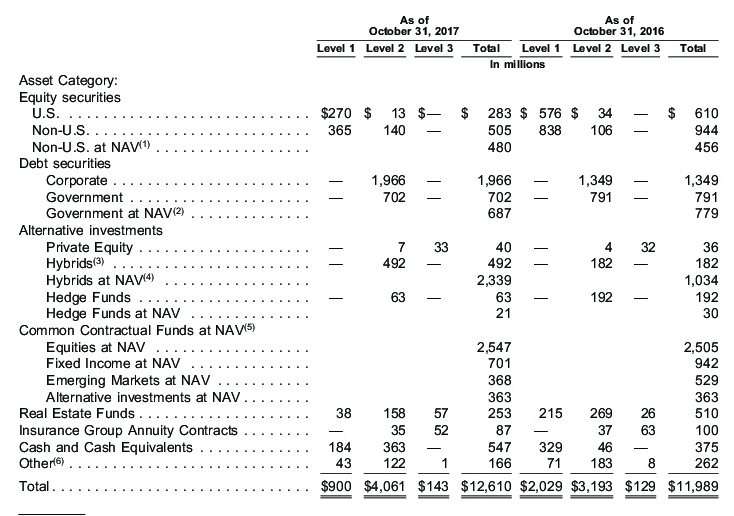 As of October 31, 2017 As of October 31, 2016
Level 1 Level 2 Level 3 Total Level 1 Level 2 Level 3 Total
In millions
Asset Category:
Equity securities
U.S. $270 $ 13 $— $ 283 $ 576 $ 34 — $ 610
Non-U.S. 365 140 — 505 838 106 — 944
Non-U.S. at NAV(1) 480 456
Debt securities
Corporate — 1,966 — 1,966 — 1,349 — 1,349
Government — 702 — 702 — 791 — 791
Government at NAV(2) 687 779
Alternative investments
Private Equity — 7 33 40 — 4 32 36
Hybrids(3) — 492 — 492 — 182 — 182
Hybrids at NAV(4) 2,339 1,034
Hedge Funds — 63 — 63 — 192 — 192
Hedge Funds at NAV 21 30
Common Contractual Funds at NAV(5)
Equities at NAV 2,547 2,505
Fixed Income at NAV 701 942
Emerging Markets at NAV 368 529
Alternative investments at NAV 363 363
Real Estate Funds 38 158 57 253 215 269 26 510
Insurance Group Annuity Contracts — 35 52 87 — 37 63 100
Cash and Cash Equivalents 184 363 — 547 329 46 — 375
Other(6) 43 122 1 166 71 183 8 262
Total $900 $4,061 $143 $12,610 $2,029 $3,193 $129 $11,989